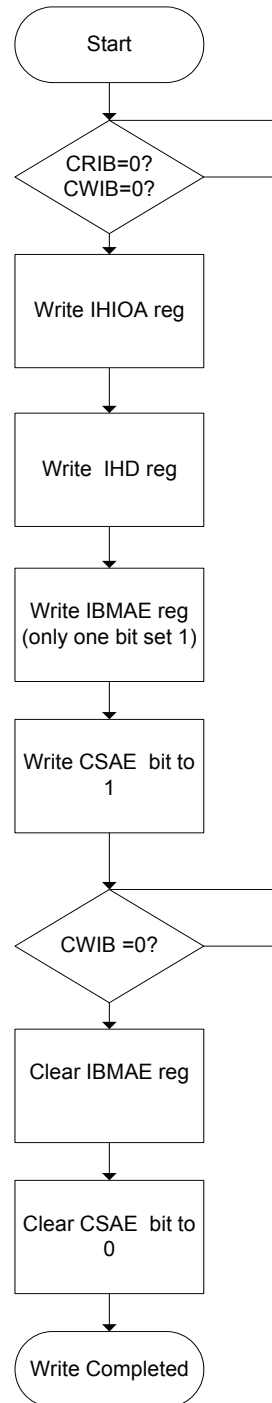 Start
CRIB=0?
CWIB=0?
Write IHIOA reg
Write IHD reg
Write IBMAE reg
(only one bit set 1)
Write CSAE bit to
1
CWIB =0?
Clear IBMAE reg
Clear CSAE bit to
0
Write Completed